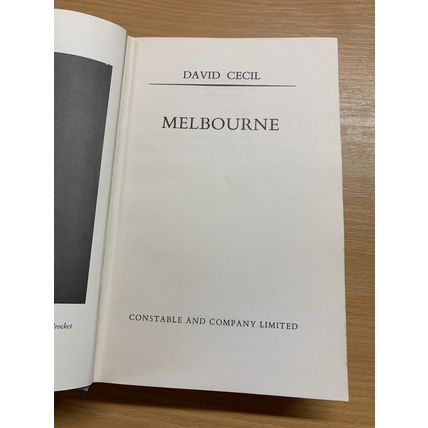 DAVID CECIL
MELBOURNE
CONSTABLE AND COMPANY LIMITED